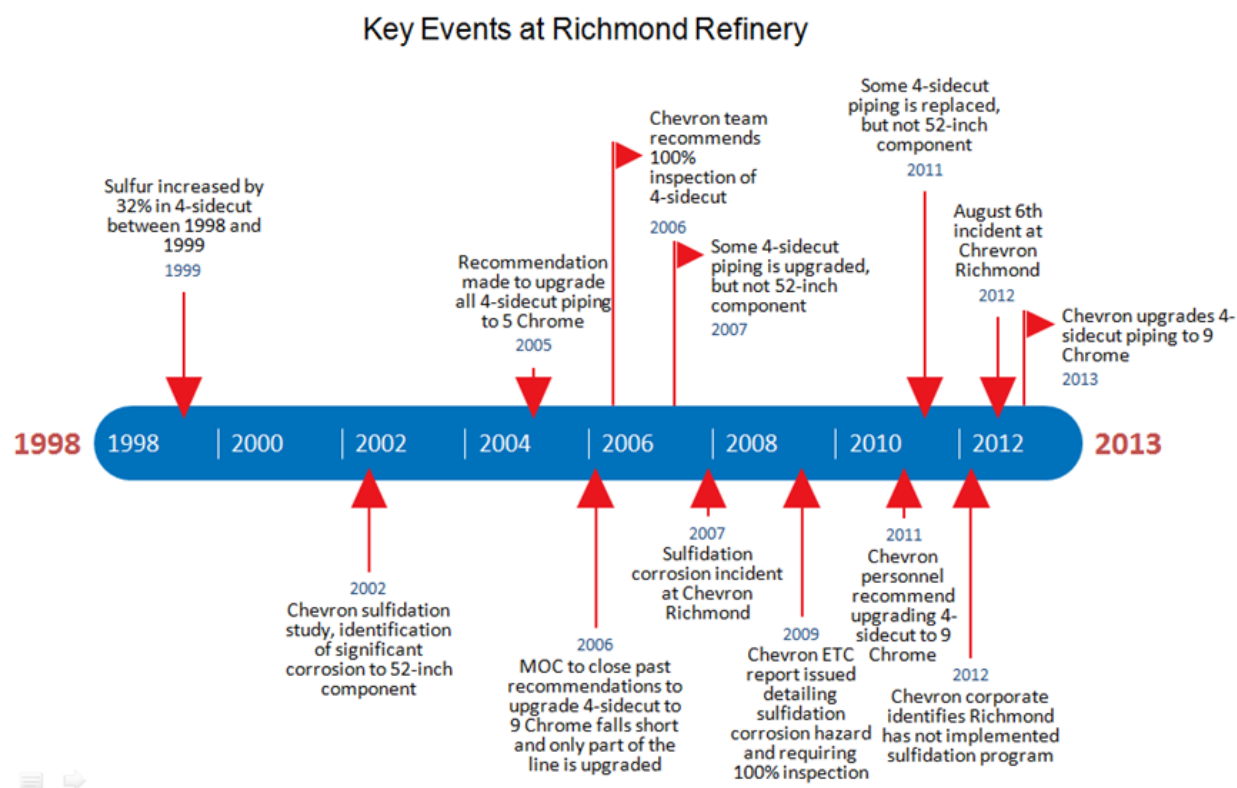 Key Events at Richmond Refinery
Sulfur increased by
32% in 4-sidecut
between 1998 and
1999
1999
Recommendation
made to upgrade
all 4-sidecut piping
to 5 Chrome
2005
Chevron team
recommends
100%
inspection of
4-sidecut
2006
Some 4-sidecut
piping is upgraded,
but not 52-inch
component
2007
Some 4-sidecut
piping is replaced,
but not 52-inch
component
2011
August 6th
incident at
Chrevron
Richmond
2012
Chevron upgrades 4-
sidecut piping to 9
Chrome
2013
1998
1998
2000
2002
2004
2006
2008
2010
2012
2013
2002
Chevron sulfidation
study, identification
of significant
corrosion to 52-inch
component
2006
MOC to close past
recommendations to
upgrade 4-sidecut to
9 Chrome falls short
and only part of the
line is upgraded
2007
Sulfidation
corrosion incident
at Chevron
Richmond
2009
Chevron ETC
report issued
detailing
sulfidation
corrosion hazard
and requiring
100% inspection
2011
Chevron
personnel
recommend
upgrading 4-
sidecut to 9
Chrome
2012
Chevron corporate
identifies Richmond
has not implemented
sulfidation program